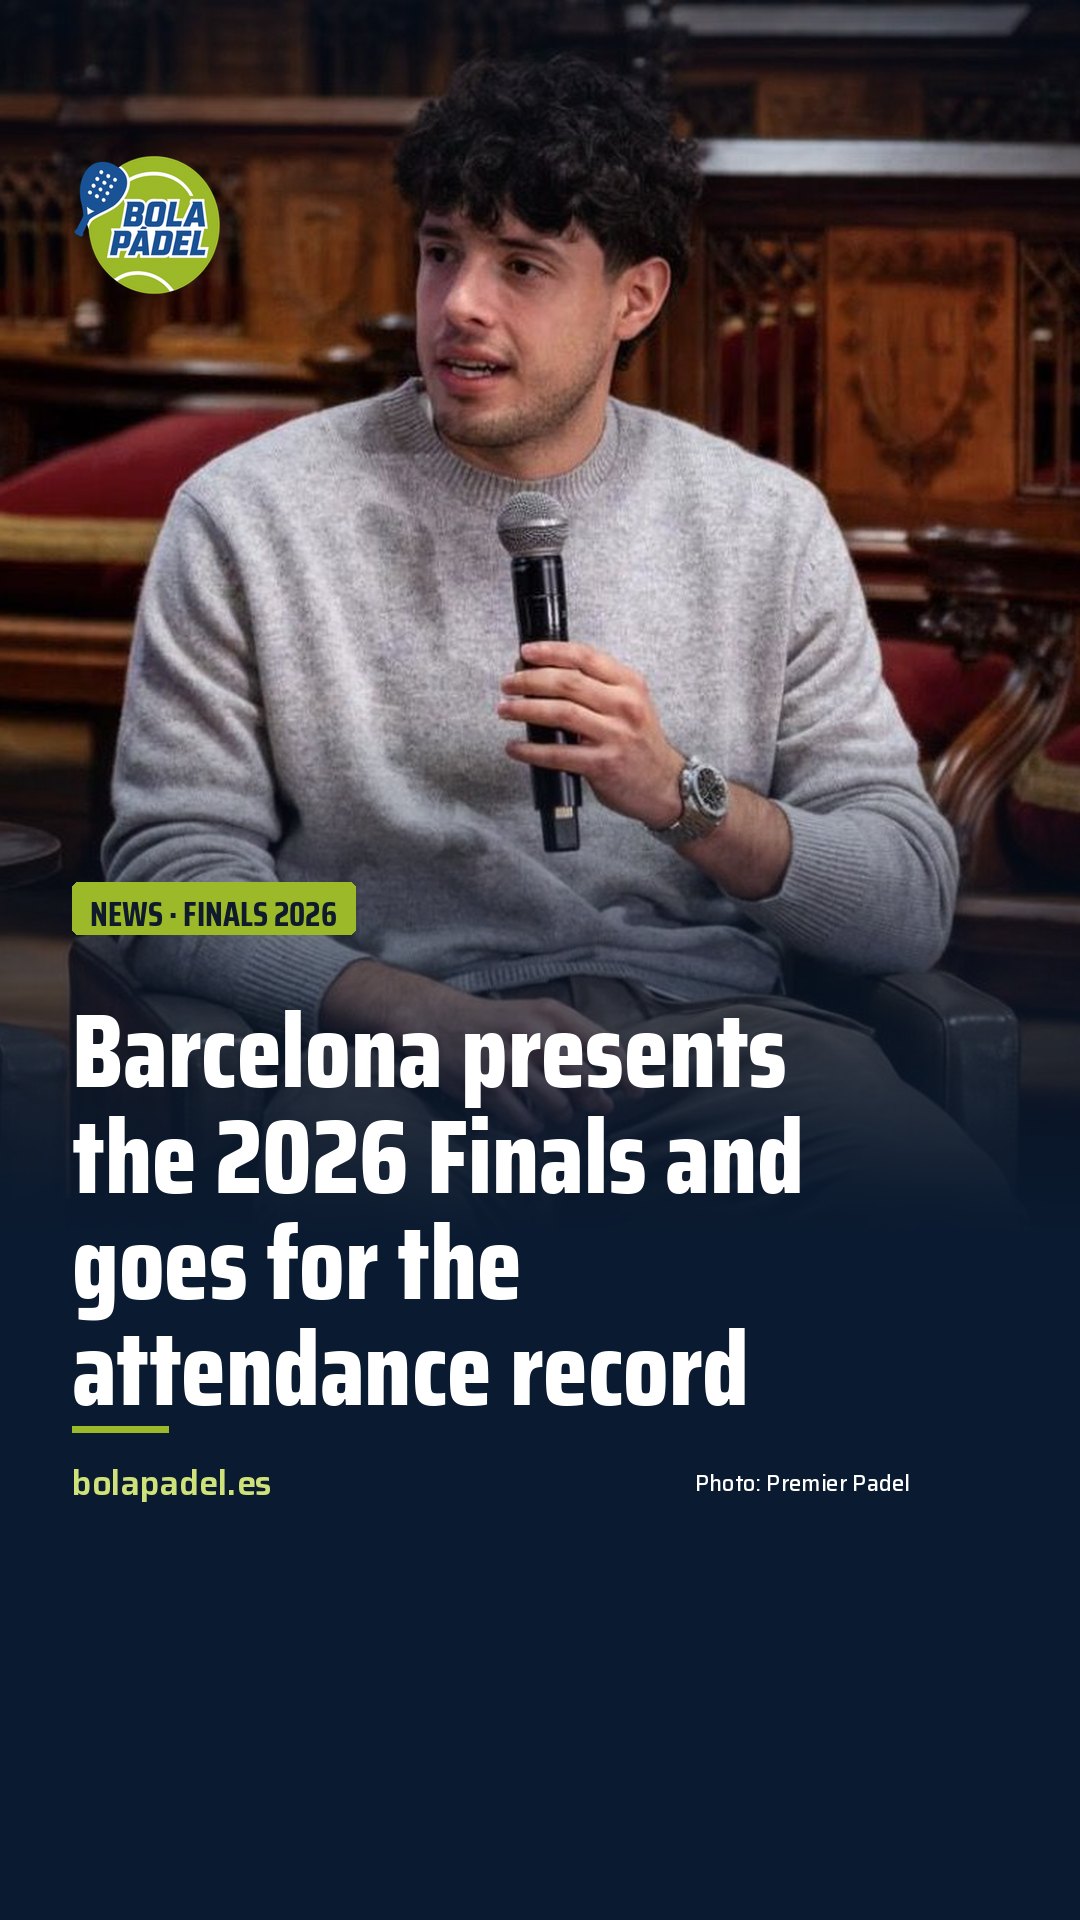 BOLA
PÁDEL
NEWS · FINALS 2026
Barcelona presents
the 2026 Finals and
goes for the
attendance record
bolapadel.es
Photo: Premier Padel